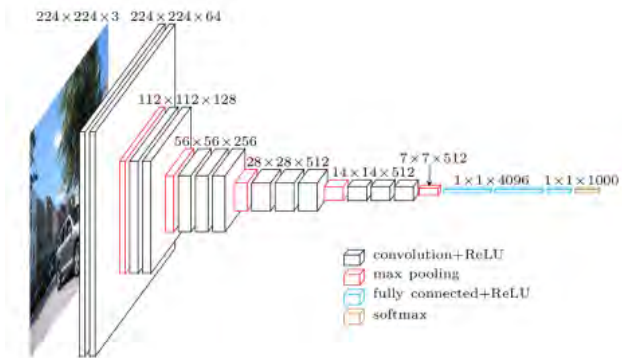 224×224×3
224×224×64
112×112×128
56×56×256
28×28×512
14×14×512
7×7×512
1×1×4096
1×1×1000
convolution+ReLU
max pooling
fully connected+ReLU
softmax